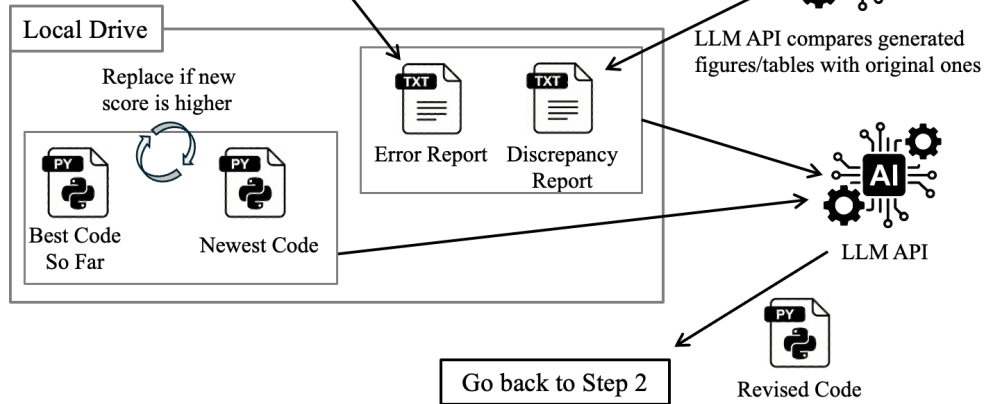 Local Drive
LLM API compares generated
figures/tables with original ones
Replace if new
score is higher
TXT
TXT
Error Report
Discrepancy
Report
PY
PY
Best Code
So Far
Newest Code
AI
LLM API
PY
Go back to Step 2
Revised Code